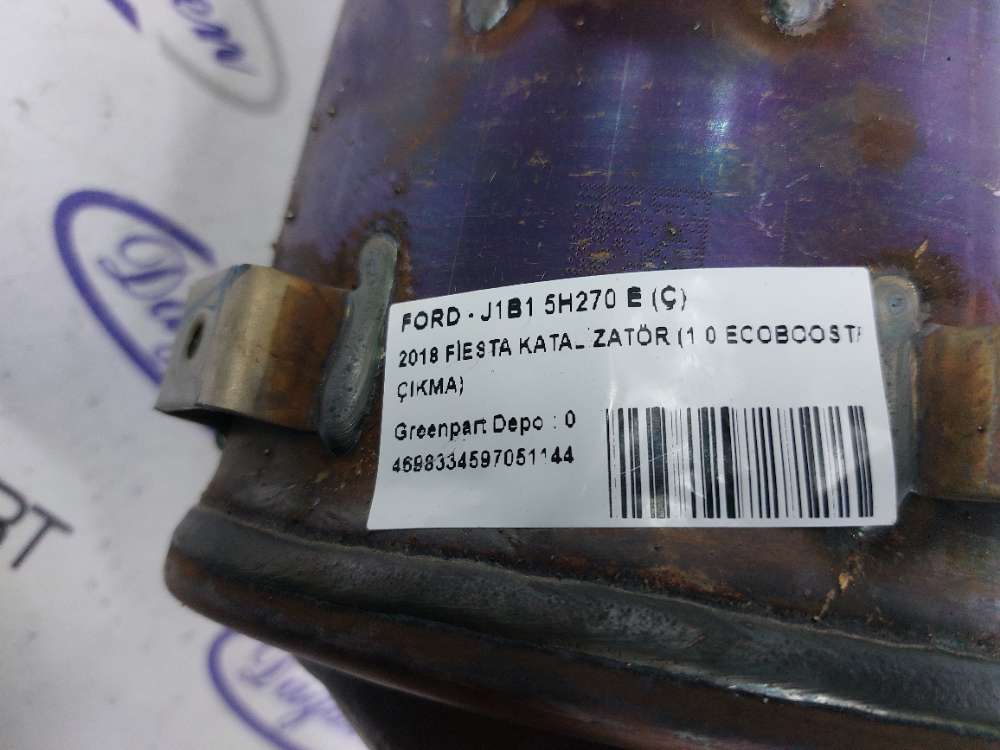 FORD - J1B1 5H270 E (Ç)
2018 FİESTA KATALİZATÖR (1 0 ECOBOOST/
ÇIKMA)
Greenpart Depo : 0
4698334597051144